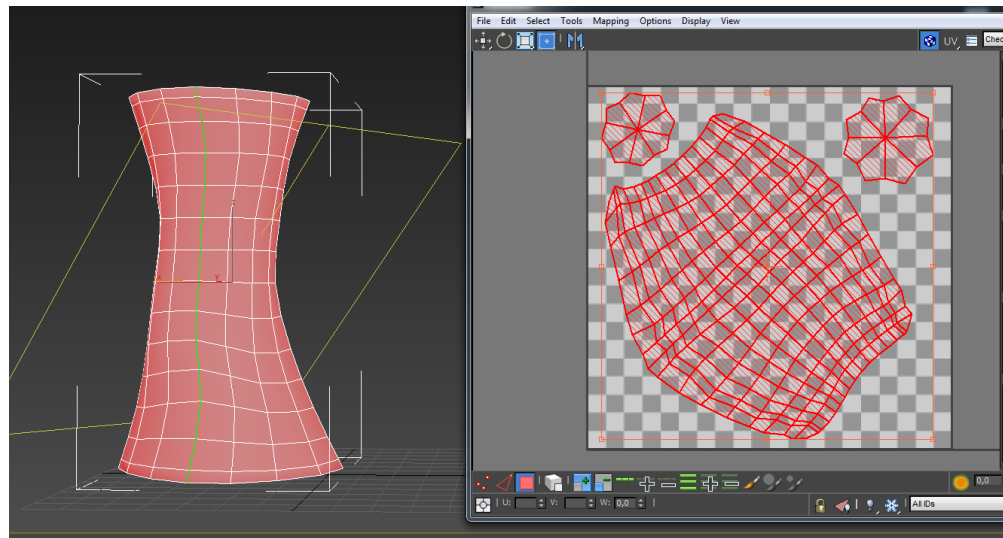 File Edit Select Tools Mapping Options Display View
UV Chec
x y
0,0
U: V: W: 0,0 All IDs